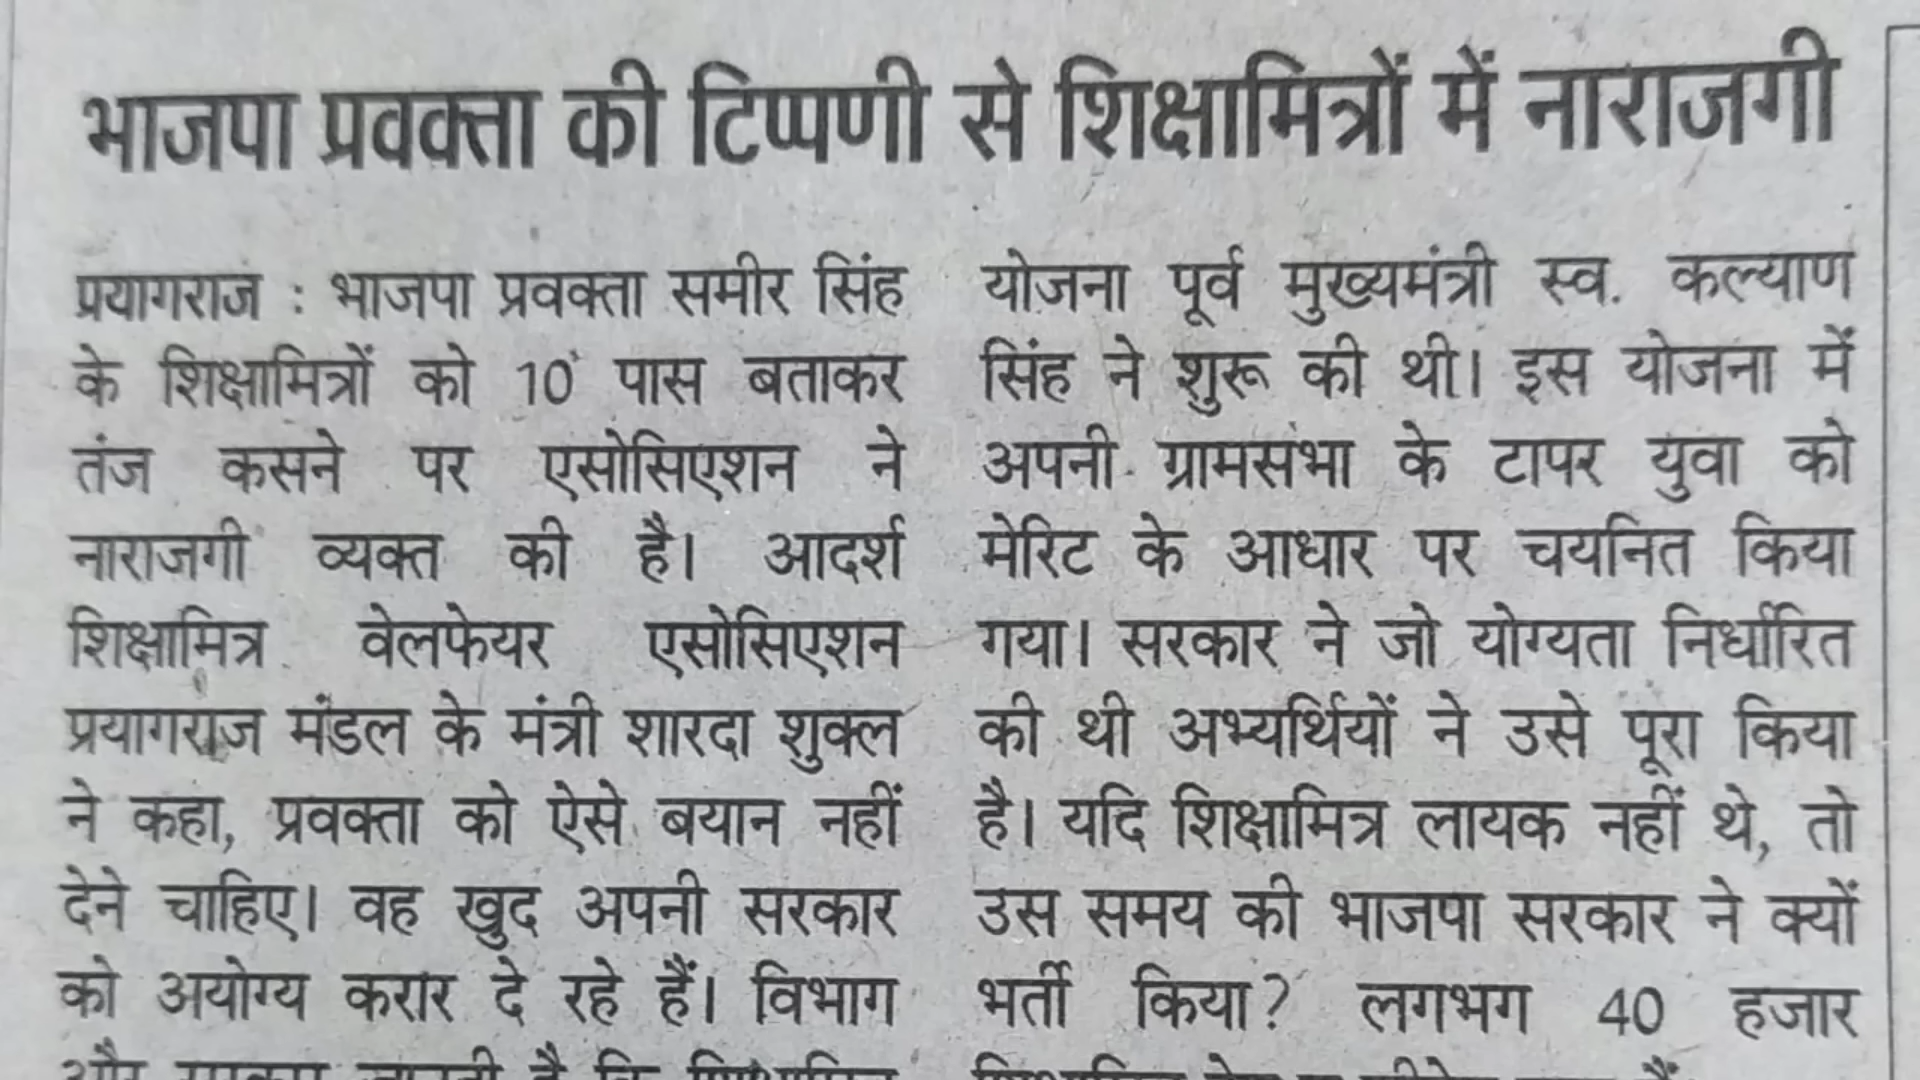 भाजपा प्रवक्ता की टिप्पणी से शिक्षामित्रों में नाराजगी
प्रयागराज : भाजपा प्रवक्ता समीर सिंह
के शिक्षामित्रों को 10 पास बताकर
तंज कसने पर एसोसिएशन ने
नाराजगी व्यक्त की है। आदर्श
शिक्षामित्र वेलफेयर एसोसिएशन
प्रयागराज मंडल के मंत्री शारदा शुक्ल
ने कहा, प्रवक्ता को ऐसे बयान नहीं
देने चाहिए। वह खुद अपनी सरकार
को अयोग्य करार दे रहे हैं। विभाग
योजना पूर्व मुख्यमंत्री स्व. कल्याण
सिंह ने शुरू की थी। इस योजना में
अपनी ग्रामसभा के टापर युवा को
मेरिट के आधार पर चयनित किया
गया। सरकार ने जो योग्यता निर्धारित
की थी अभ्यर्थियों ने उसे पूरा किया
है। यदि शिक्षामित्र लायक नहीं थे, तो
उस समय की भाजपा सरकार ने क्यों
भर्ती किया? लगभग 40 हजार